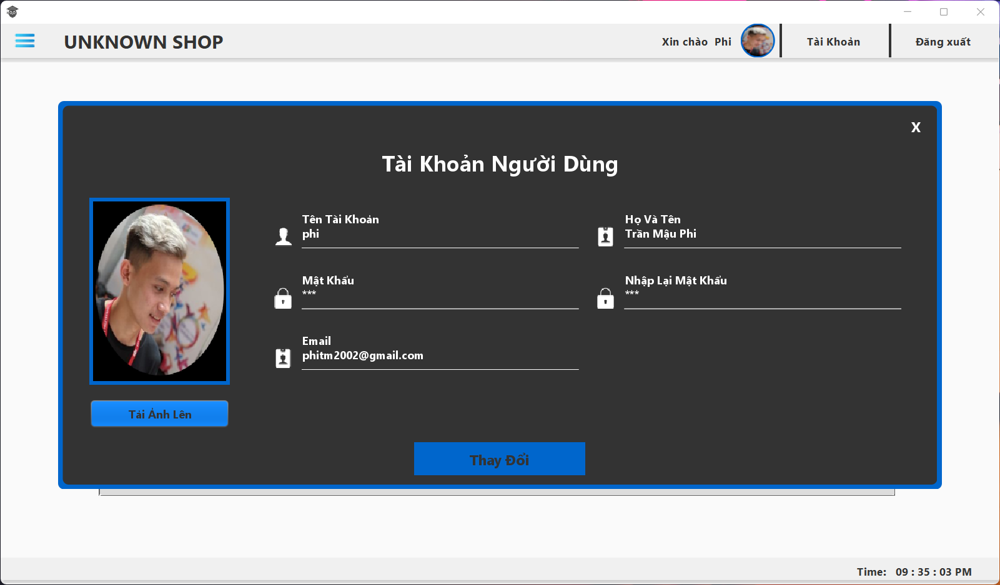 UNKNOWN SHOP
Xin chào Phi
Tài Khoản
Đăng xuất
X
Tài Khoản Người Dùng
Tên Tài Khoản
phi
Họ Và Tên
Trần Mậu Phi
Mật Khẩu
***
Nhập Lại Mật Khẩu
***
Email
phitm2002@gmail.com
Tải Ảnh Lên
Thay Đổi
Time: 09 : 35 : 03 PM